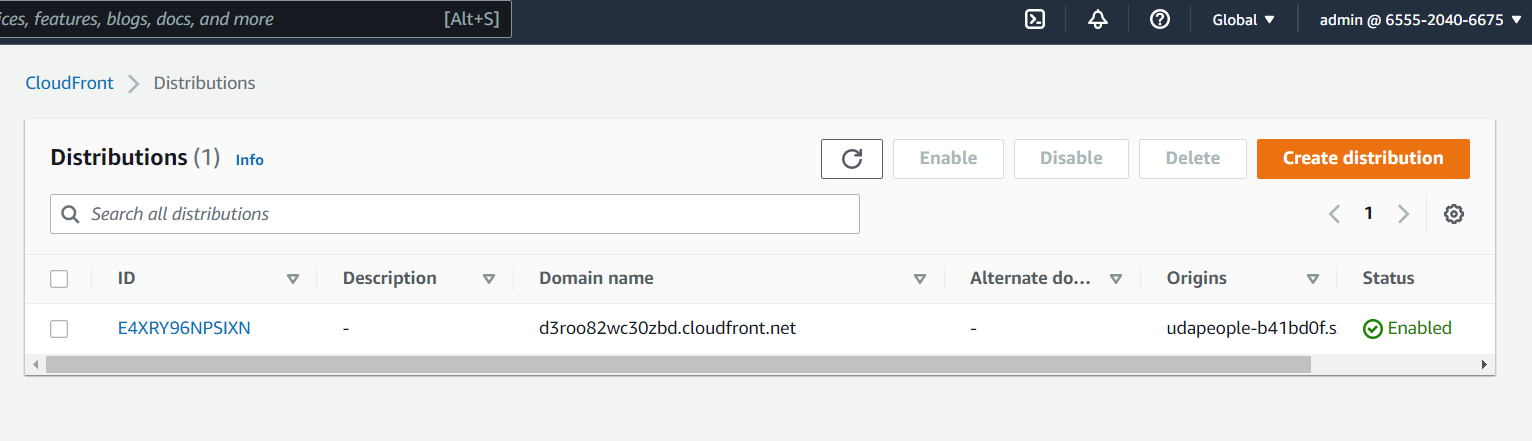 ices, features, blogs, docs, and more [Alt+S] Global admin @ 6555-2040-6675
CloudFront Distributions
Distributions (1) Info Enable Disable Delete Create distribution
Search all distributions 1
ID Description Domain name Alternate do... Origins Status
E4XRY96NPSIXN - d3roo82wc30zbd.cloudfront.net - udapeople-b41bd0f.s Enabled